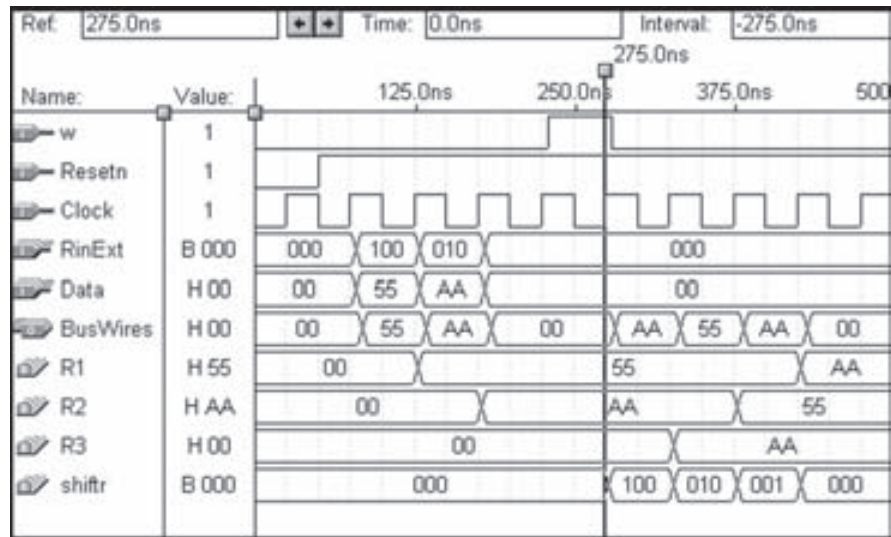 Ref: 275.0ns Time: 0.0ns Interval: -275.0ns
275.0ns
Name: Value: 125.0ns 250.0ns 375.0ns 500
w 1
Resetn 1
Clock 1
RinExt B 000 000 100 010 000
Data H 00 00 55 AA 00
BusWires H 00 00 55 AA 00 AA 55 AA 00
R1 H 55 00 55 AA
R2 H AA 00 AA 55
R3 H 00 00 AA
shiftr B 000 000 100 010 001 000